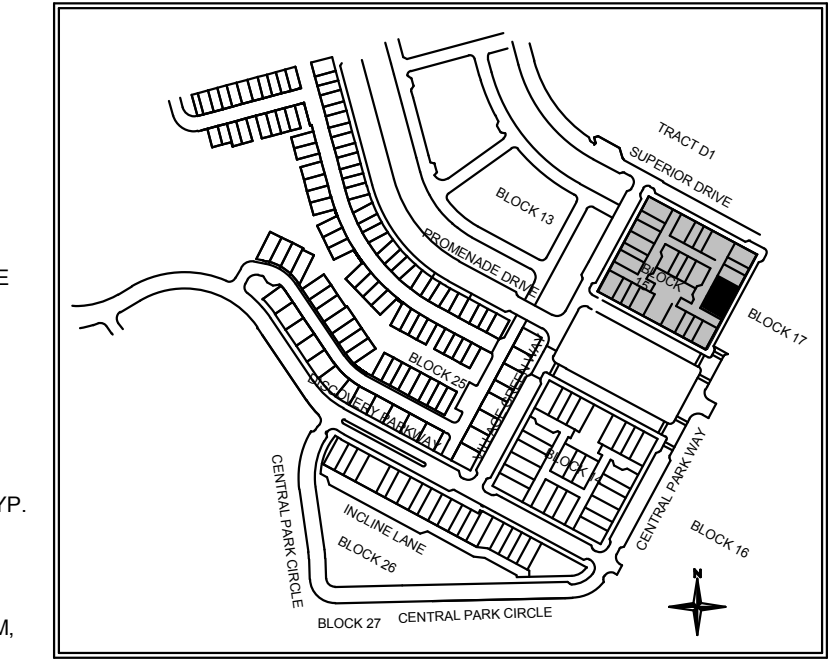 TRACT D1
SUPERIOR DRIVE
BLOCK 13
PROMENADE DRIVE
E
BLOCK
15
BLOCK 17
BLOCK 25
VILLAGE GREEN WAY
DISCOVERY PARKWAY
BLOCK 14
CENTRAL PARK WAY
CENTRAL PARK CIRCLE
YP.
INCLINE LANE
BLOCK 16
BLOCK 26
N
M,
BLOCK 27
CENTRAL PARK CIRCLE